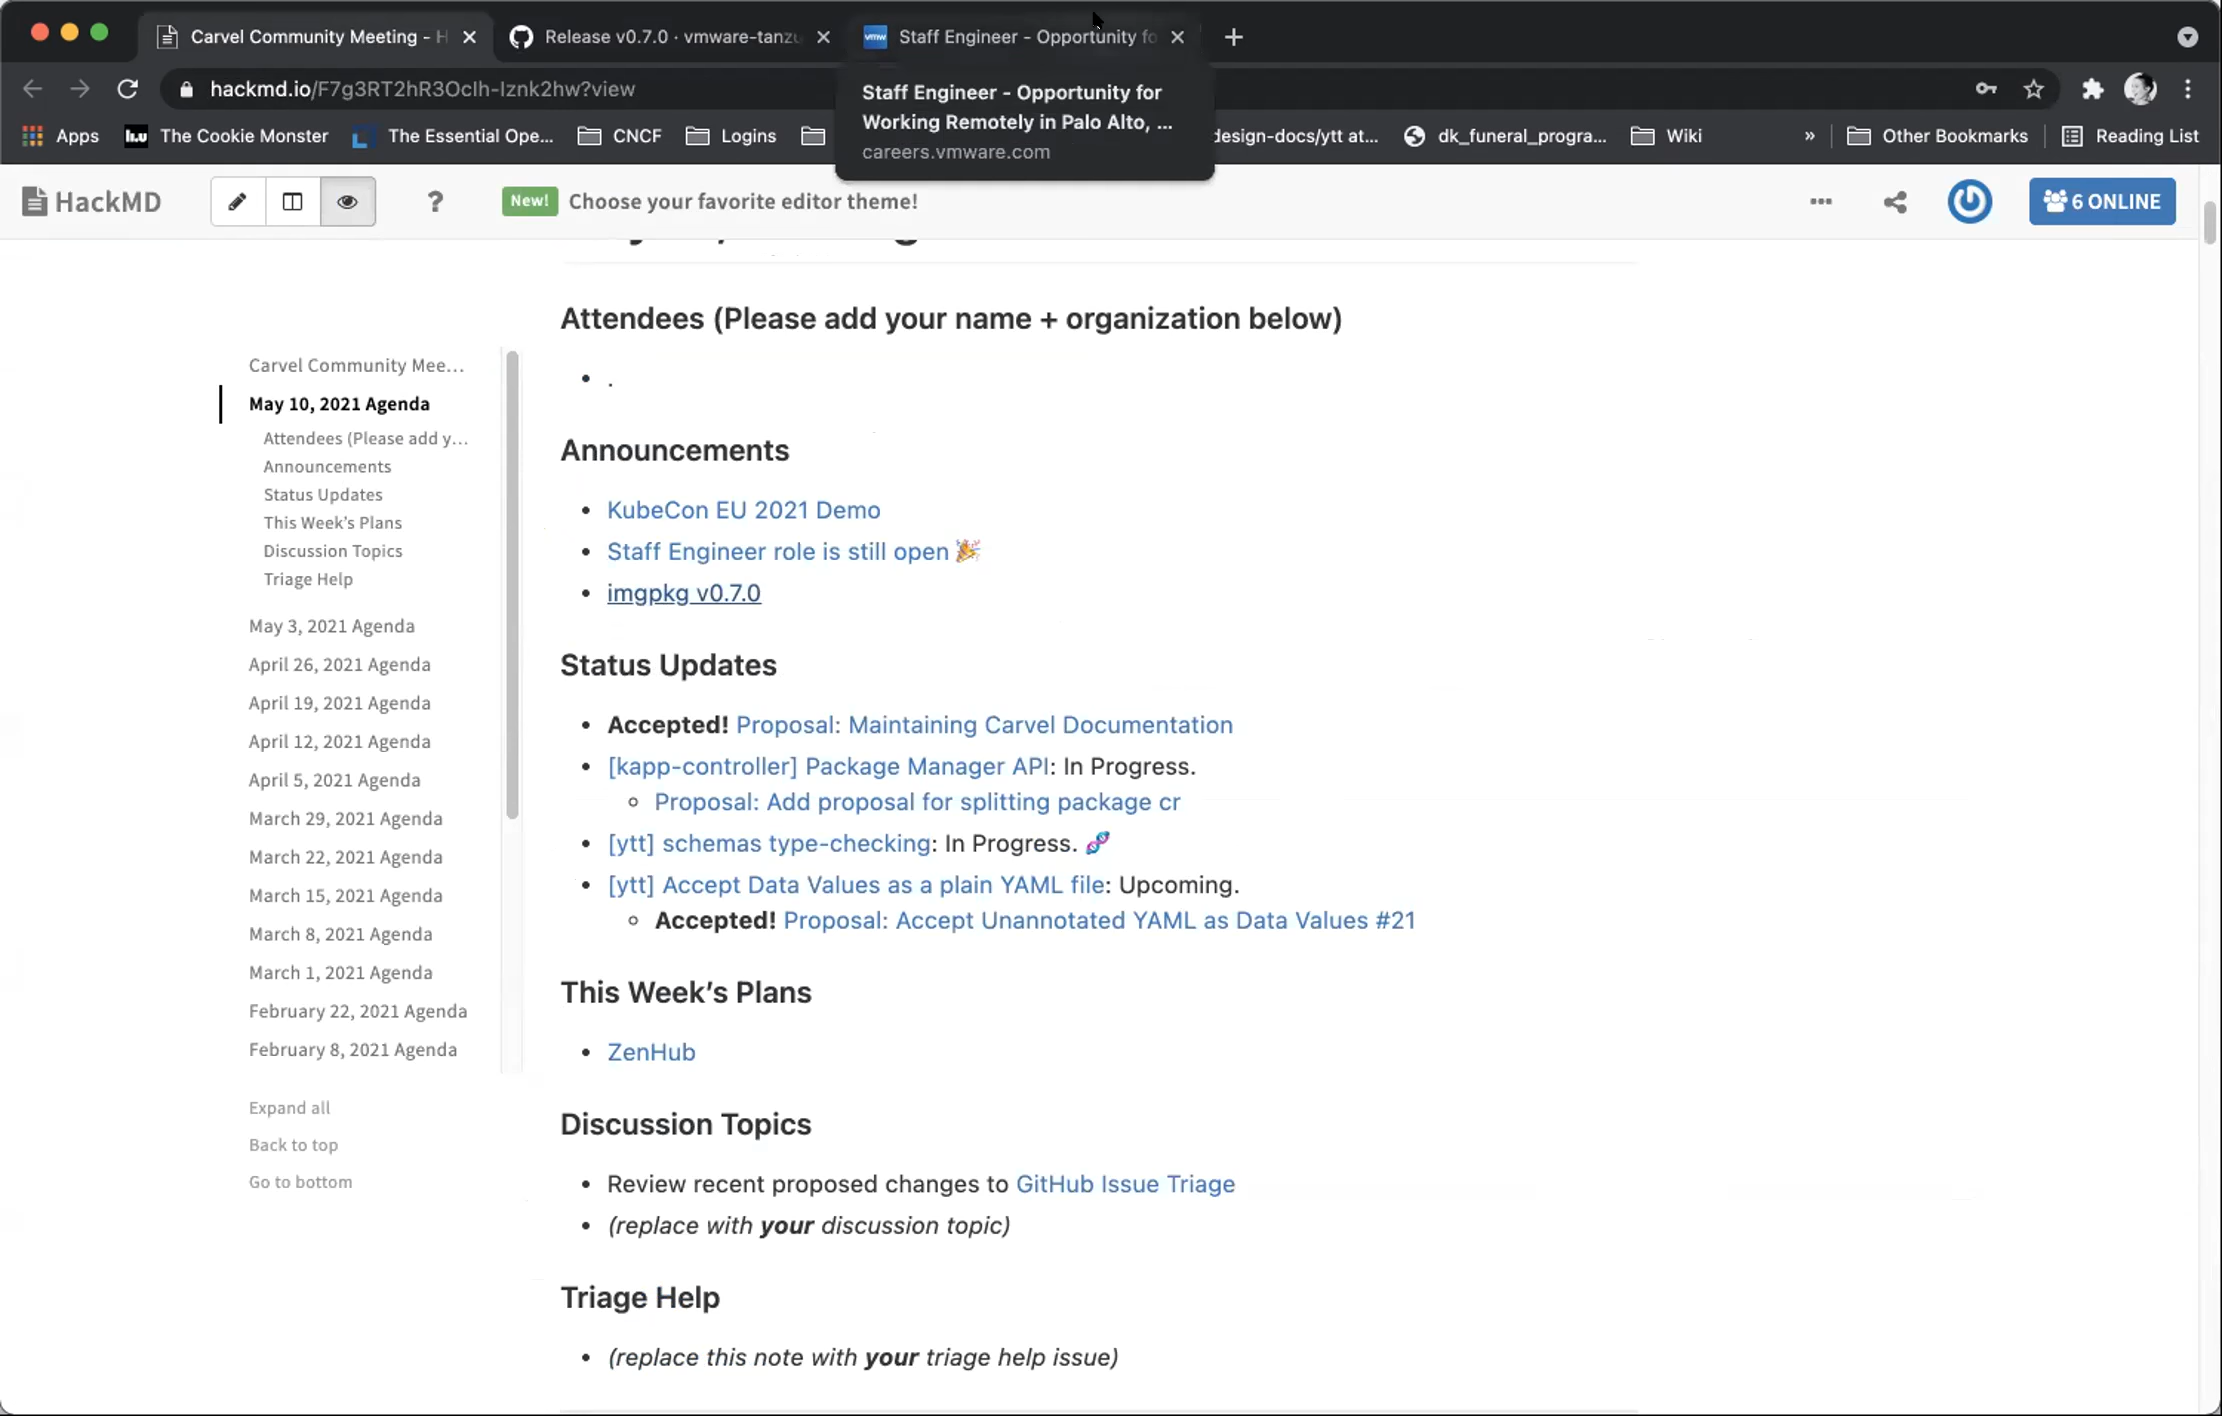 Carvel Community Meeting - H
Release v0.7.0 · vmware-tanzu
vmw
Staff Engineer - Opportunity fo
hackmd.io/F7g3RT2hR3OcIh-Iznk2hw?view
Staff Engineer - Opportunity for
Working Remotely in Palo Alto, ...
careers.vmware.com
Apps
The Cookie Monster
The Essential Ope...
CNCF
Logins
design-docs/ytt at...
dk_funeral_progra...
Wiki
»
Other Bookmarks
Reading List
HackMD
?
New!
Choose your favorite editor theme!
6 ONLINE
Carvel Community Mee...
May 10, 2021 Agenda
Attendees (Please add y...
Announcements
Status Updates
This Week's Plans
Discussion Topics
Triage Help
May 3, 2021 Agenda
April 26, 2021 Agenda
April 19, 2021 Agenda
April 12, 2021 Agenda
April 5, 2021 Agenda
March 29, 2021 Agenda
March 22, 2021 Agenda
March 15, 2021 Agenda
March 8, 2021 Agenda
March 1, 2021 Agenda
February 22, 2021 Agenda
February 8, 2021 Agenda
Expand all
Back to top
Go to bottom
Attendees (Please add your name + organization below)
• .
Announcements
• KubeCon EU 2021 Demo
• Staff Engineer role is still open 🎉
• imgpkg v0.7.0
Status Updates
• Accepted! Proposal: Maintaining Carvel Documentation
• [kapp-controller] Package Manager API: In Progress.
◦ Proposal: Add proposal for splitting package cr
• [ytt] schemas type-checking: In Progress. 🧬
• [ytt] Accept Data Values as a plain YAML file: Upcoming.
◦ Accepted! Proposal: Accept Unannotated YAML as Data Values #21
This Week's Plans
• ZenHub
Discussion Topics
• Review recent proposed changes to GitHub Issue Triage
• (replace with your discussion topic)
Triage Help
• (replace this note with your triage help issue)